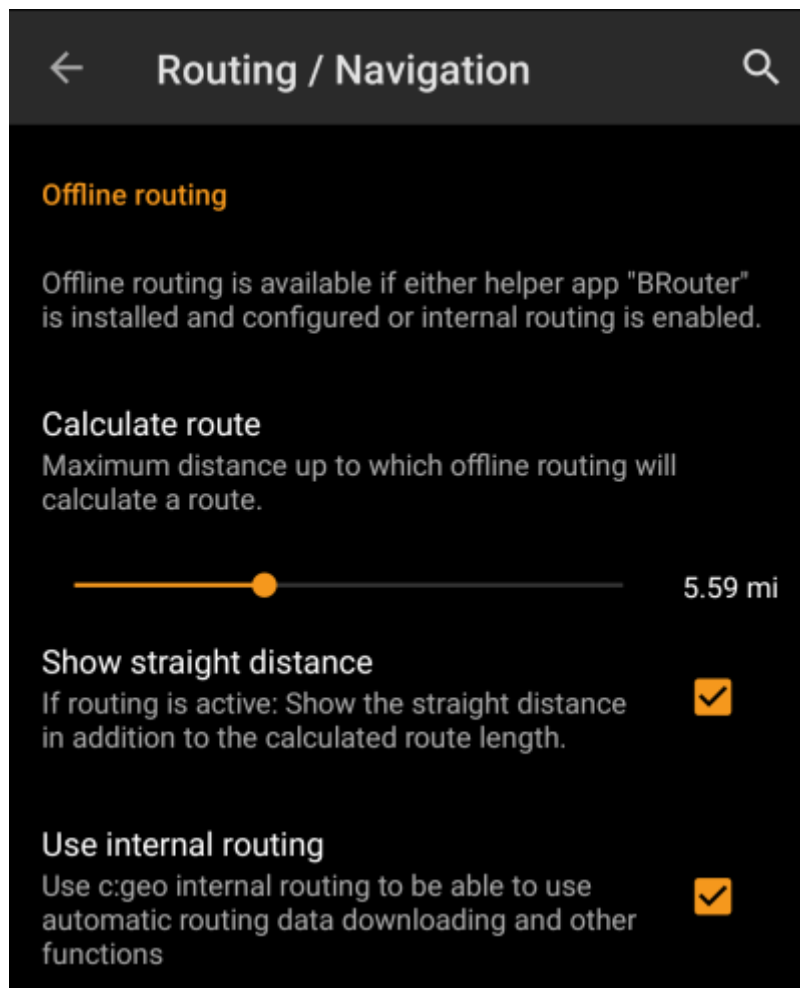 Routing / Navigation
Offline routing
Offline routing is available if either helper app "BRouter"
is installed and configured or internal routing is enabled.
Calculate route
Maximum distance up to which offline routing will
calculate a route.
5.59 mi
Show straight distance
If routing is active: Show the straight distance
in addition to the calculated route length.
Use internal routing
Use c:geo internal routing to be able to use
automatic routing data downloading and other
functions